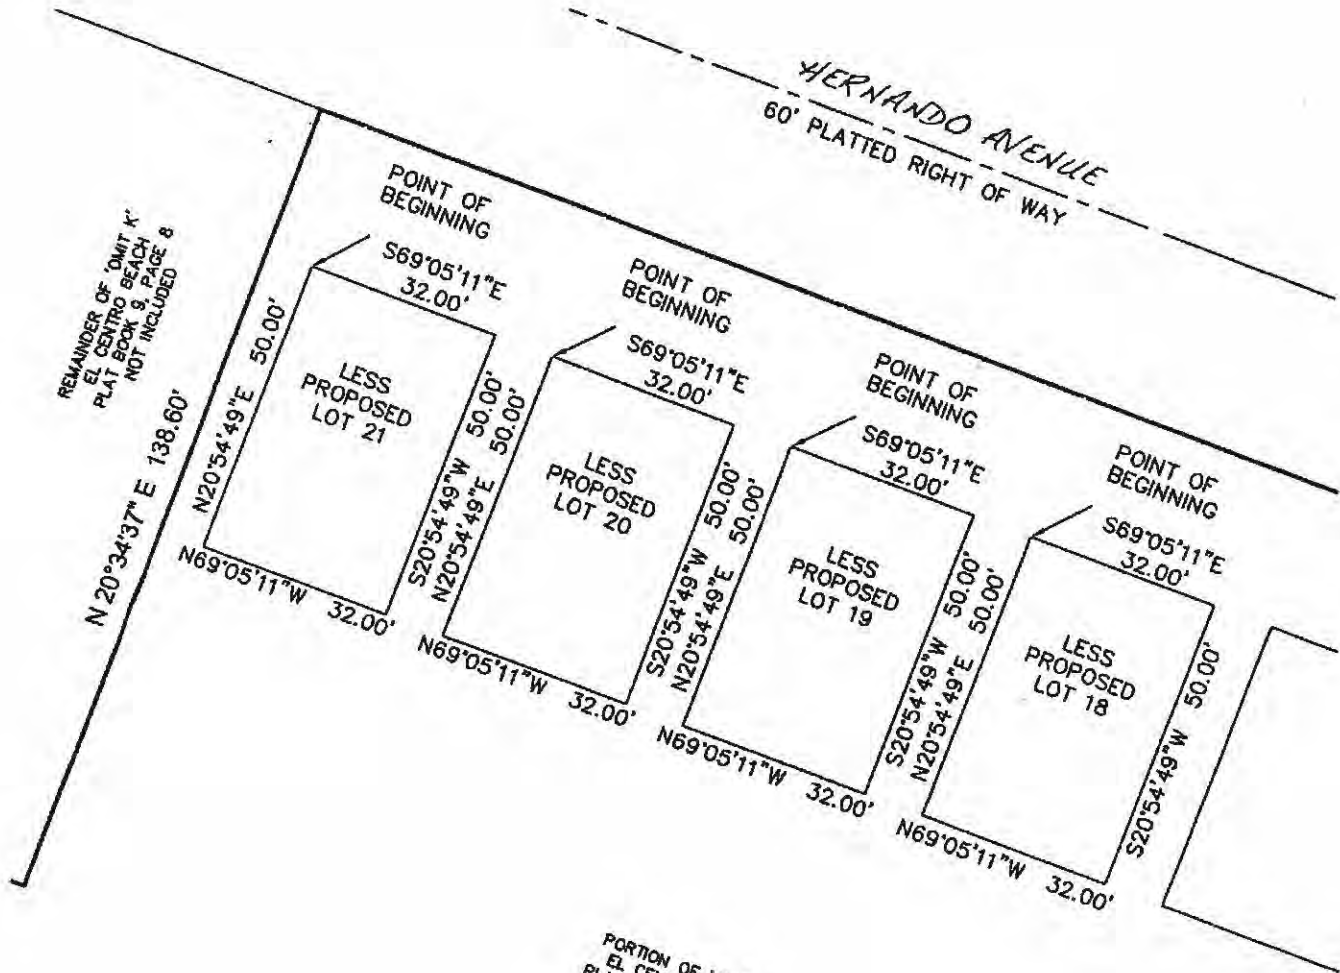 HERNANDO AVENUE
60' PLATTED RIGHT OF WAY
REMAINDER OF 'OMIT K'
EL CENTRO BEACH
PLAT BOOK 9, PAGE 8
NOT INCLUDED
N 20°34'37" E 138.60'
POINT OF
BEGINNING
S69°05'11"E
32.00'
N20°54'49"E 50.00'
LESS
PROPOSED
LOT 21
S20°54'49"W 50.00'
N69°05'11"W 32.00'
POINT OF
BEGINNING
S69°05'11"E
32.00'
N20°54'49"E 50.00'
LESS
PROPOSED
LOT 20
S20°54'49"W 50.00'
N69°05'11"W 32.00'
POINT OF
BEGINNING
S69°05'11"E
32.00'
N20°54'49"E 50.00'
LESS
PROPOSED
LOT 19
S20°54'49"W 50.00'
N69°05'11"W 32.00'
POINT OF
BEGINNING
S69°05'11"E
32.00'
N20°54'49"E 50.00'
LESS
PROPOSED
LOT 18
S20°54'49"W 50.00'
N69°05'11"W 32.00'
PORTION OF
EL